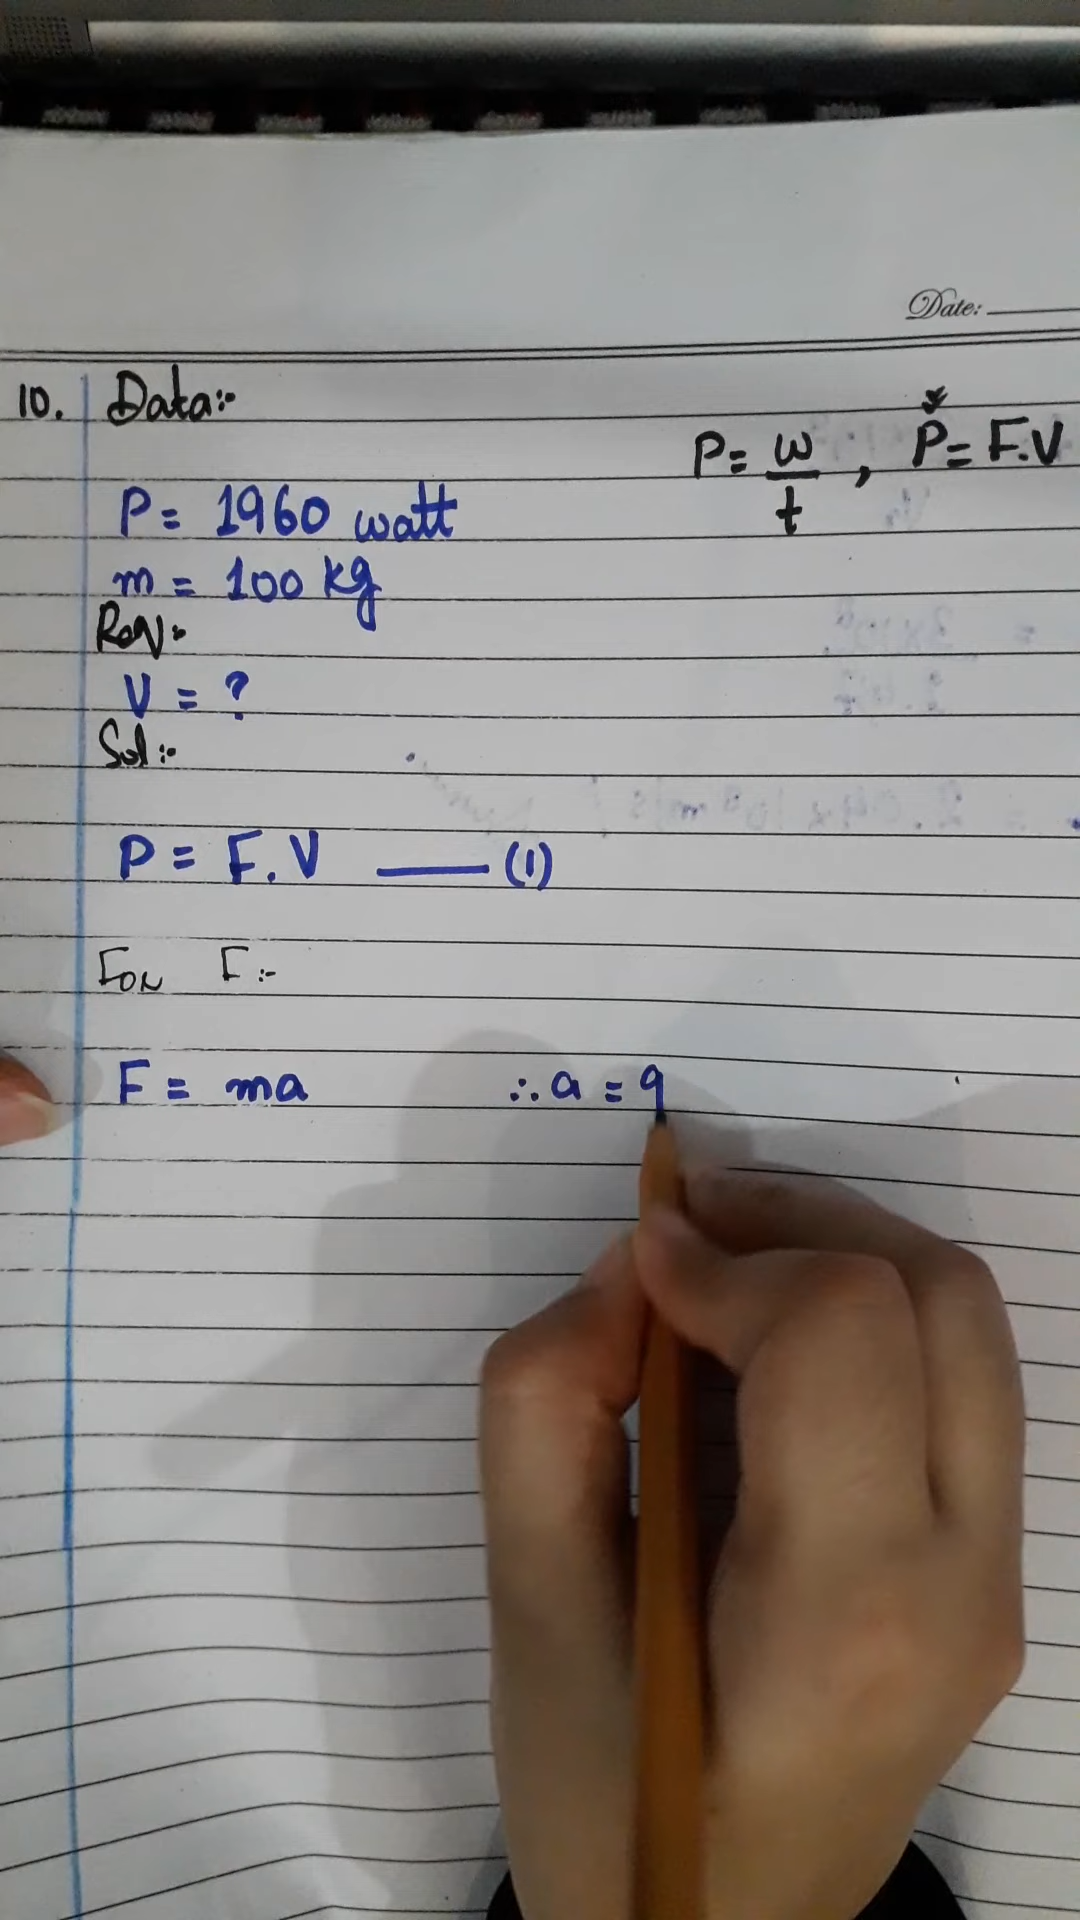 Date:
10. Data:-
P = w/t , P = F.V
P = 1960 watt
m = 100 kg
Req:-
V = ?
Sol:-
P = F.V —— (1)
For F:-
F = ma ∴ a = g